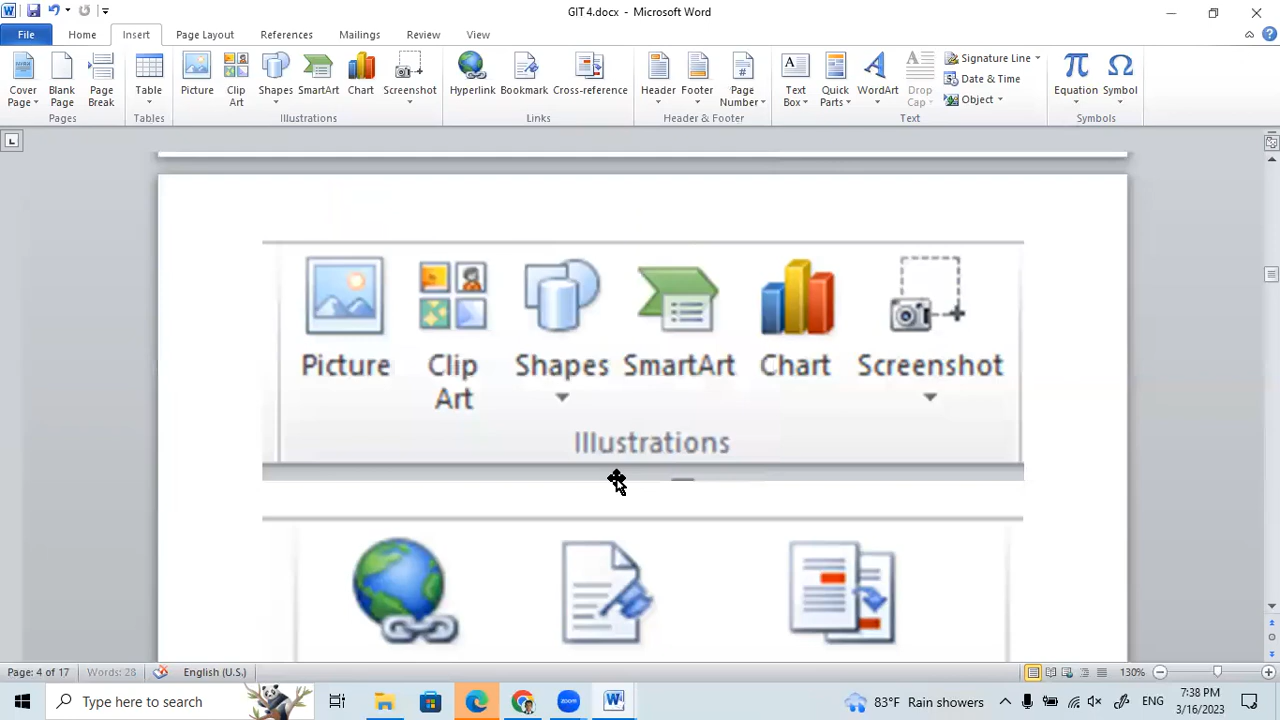 GIT 4.docx - Microsoft Word
File Home Insert Page Layout References Mailings Review View
Cover Page Blank Page Page Break Table Picture Clip Art Shapes SmartArt Chart Screenshot Hyperlink Bookmark Cross-reference Header Footer Page Number Text Box Quick Parts WordArt Drop Cap Signature Line Date & Time Object Equation Symbol
Pages Tables Illustrations Links Header & Footer Text Symbols
Picture Clip Art Shapes SmartArt Chart Screenshot
Illustrations
Page: 4 of 17 Words: 28 English (U.S.) 130%
Type here to search zoom 83°F Rain showers ENG 7:38 PM
3/16/2023